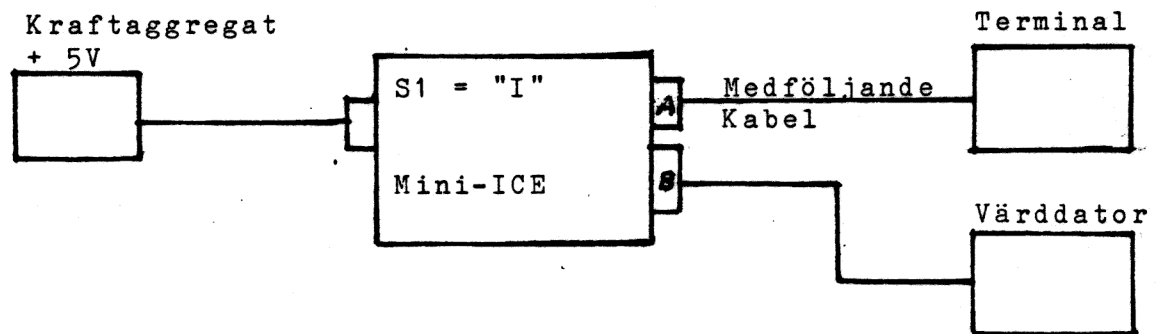 Kraftaggregat
+ 5V
S1 = "I"
Mini-ICE
A
B
Medföljande
Kabel
Terminal
Värddator